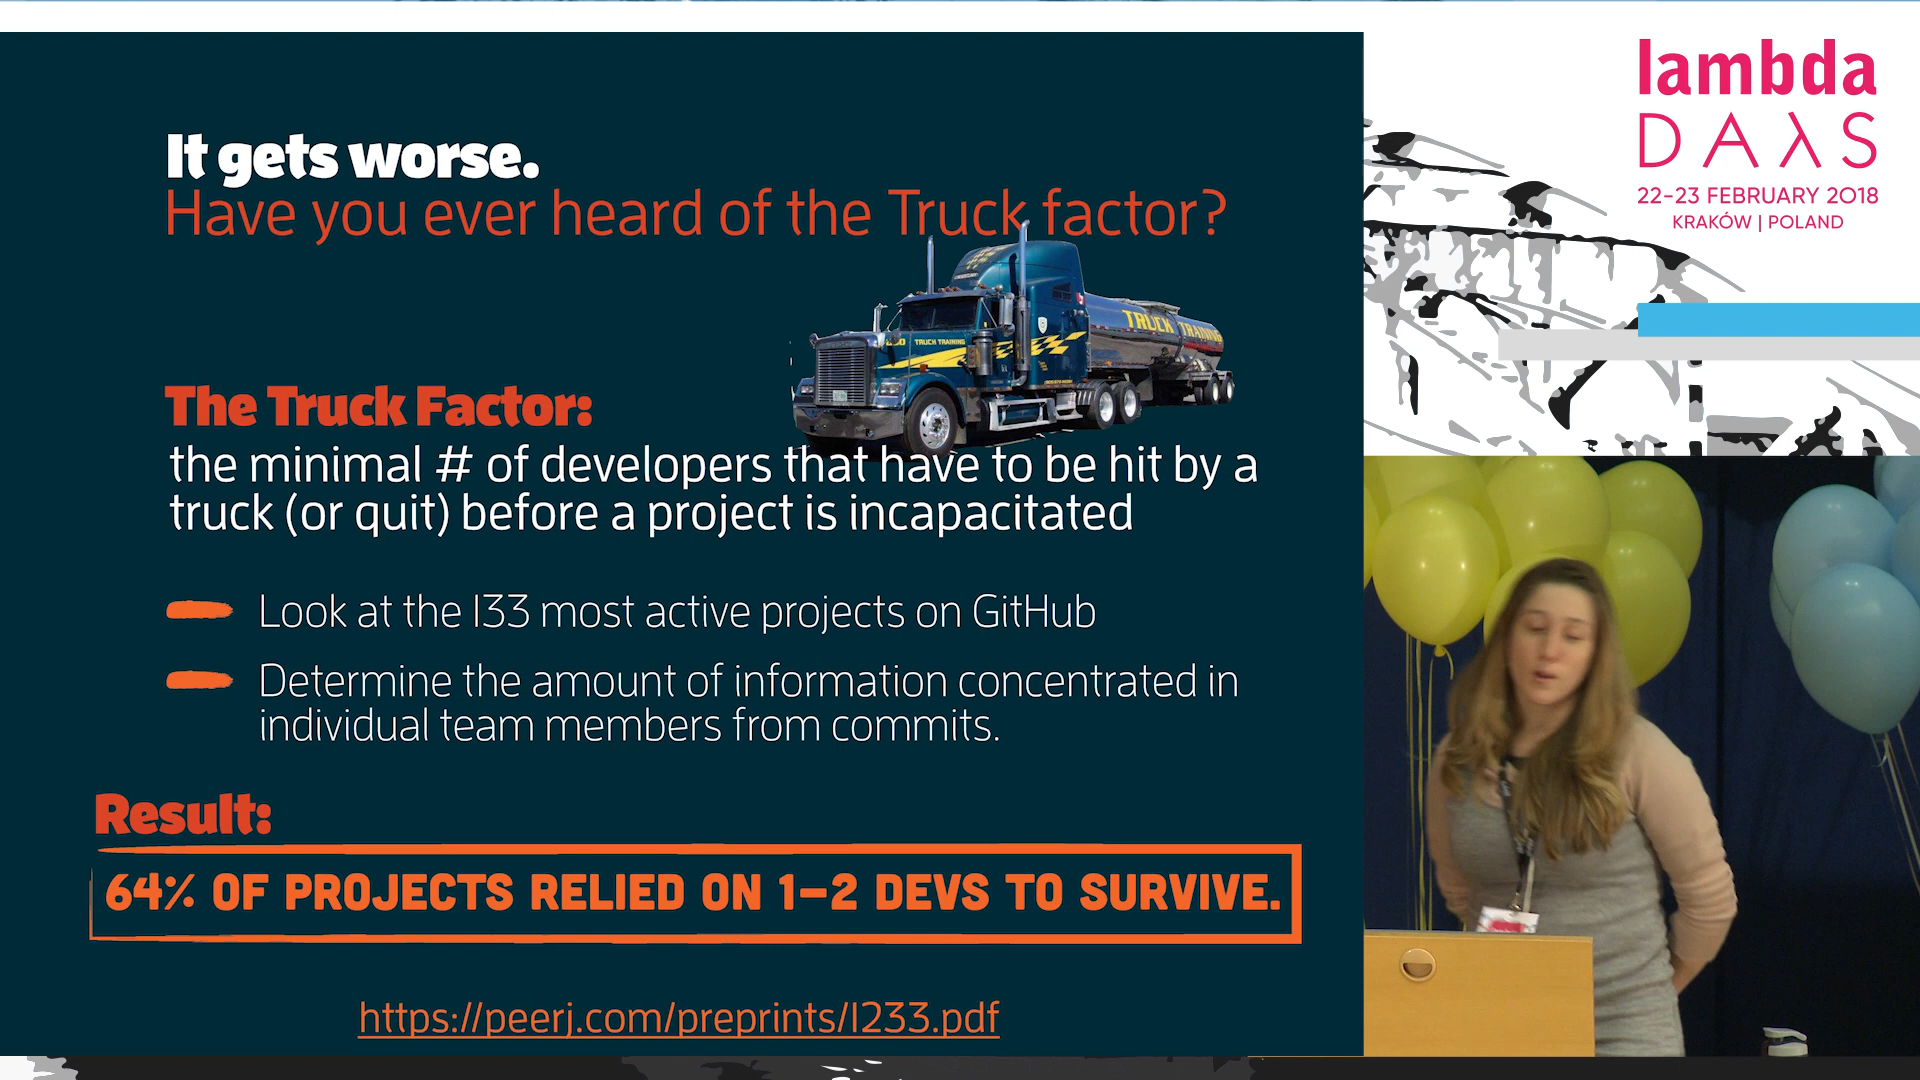 It gets worse.
Have you ever heard of the Truck factor?
TRUCK TRAINING
TRUCK TRAINING
The Truck Factor:
the minimal # of developers that have to be hit by a
truck (or quit) before a project is incapacitated
Look at the 133 most active projects on GitHub
Determine the amount of information concentrated in
individual team members from commits.
Result:
64% OF PROJECTS RELIED ON 1-2 DEVS TO SURVIVE.
https://peerj.com/preprints/1233.pdf
lambda
DAλS
22-23 FEBRUARY 2018
KRAKÓW | POLAND